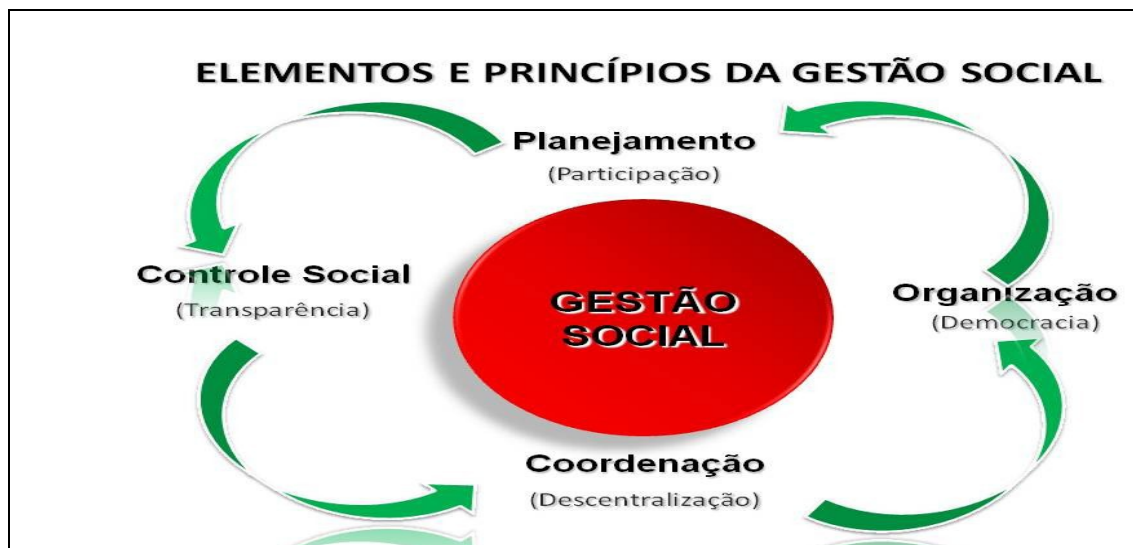 ELEMENTOS E PRINCÍPIOS DA GESTÃO SOCIAL
Planejamento
(Participação)
Controle Social
(Transparência)
GESTÃO
SOCIAL
Organização
(Democracia)
Coordenação
(Descentralização)